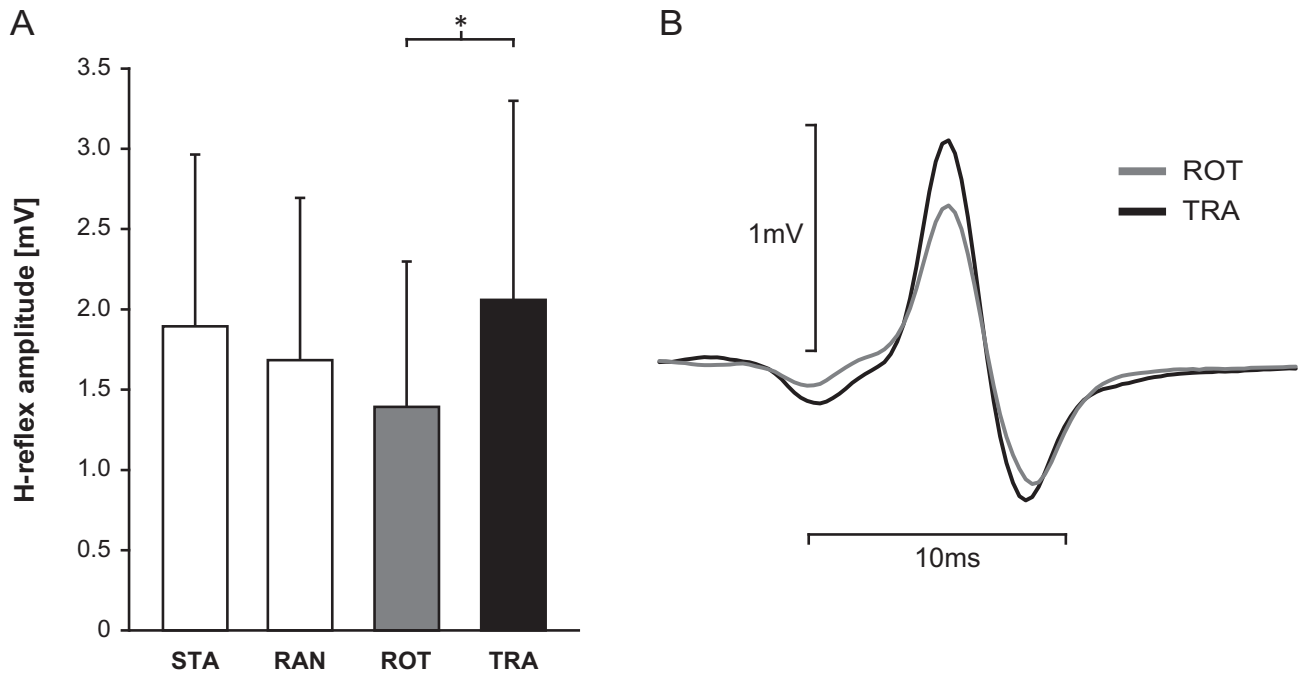 A
*
H-reflex amplitude [mV]
3.5
3.0
2.5
2.0
1.5
1.0
0.5
0
STA RAN ROT TRA
B
1mV
ROT
TRA
10ms